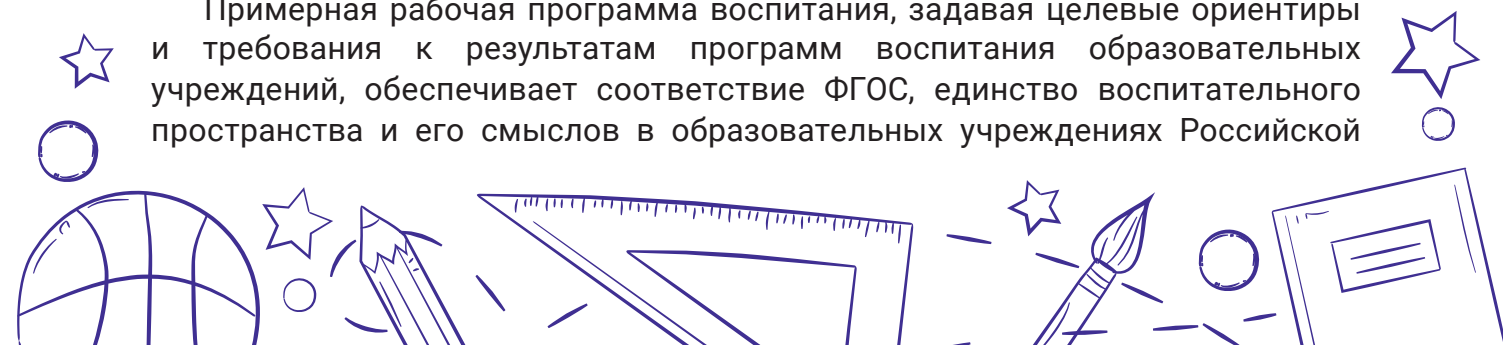 Примерная рабочая программа воспитания, задавая целевые ориентиры
и требования к результатам программ воспитания образовательных
учреждений, обеспечивает соответствие ФГОС, единство воспитательного
пространства и его смыслов в образовательных учреждениях Российской